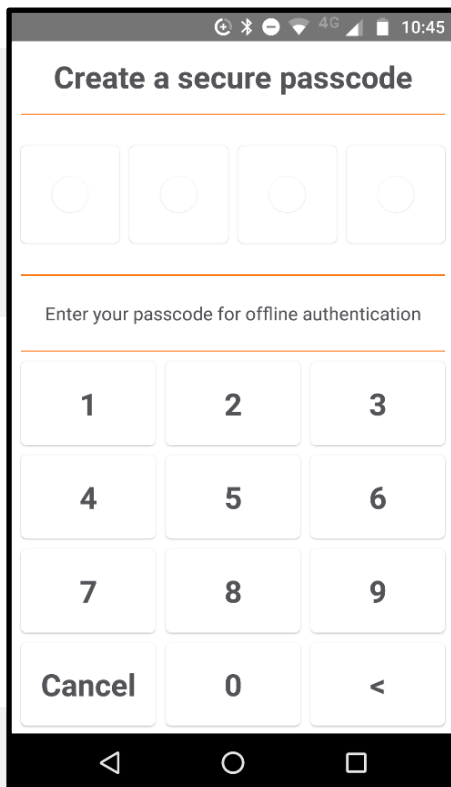 4G 10:45
Create a secure passcode
Enter your passcode for offline authentication
1 2 3
4 5 6
7 8 9
Cancel 0 <